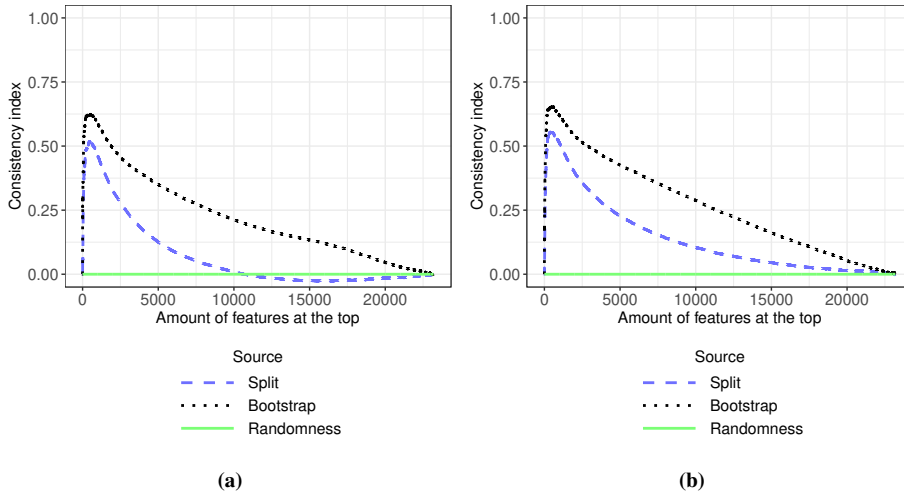 1.00
0.75
0.50
0.25
0.00
Consistency index
0
5000
10000
15000
20000
Amount of features at the top
Source
Split
Bootstrap
Randomness
(a)
1.00
0.75
0.50
0.25
0.00
Consistency index
0
5000
10000
15000
20000
Amount of features at the top
Source
Split
Bootstrap
Randomness
(b)